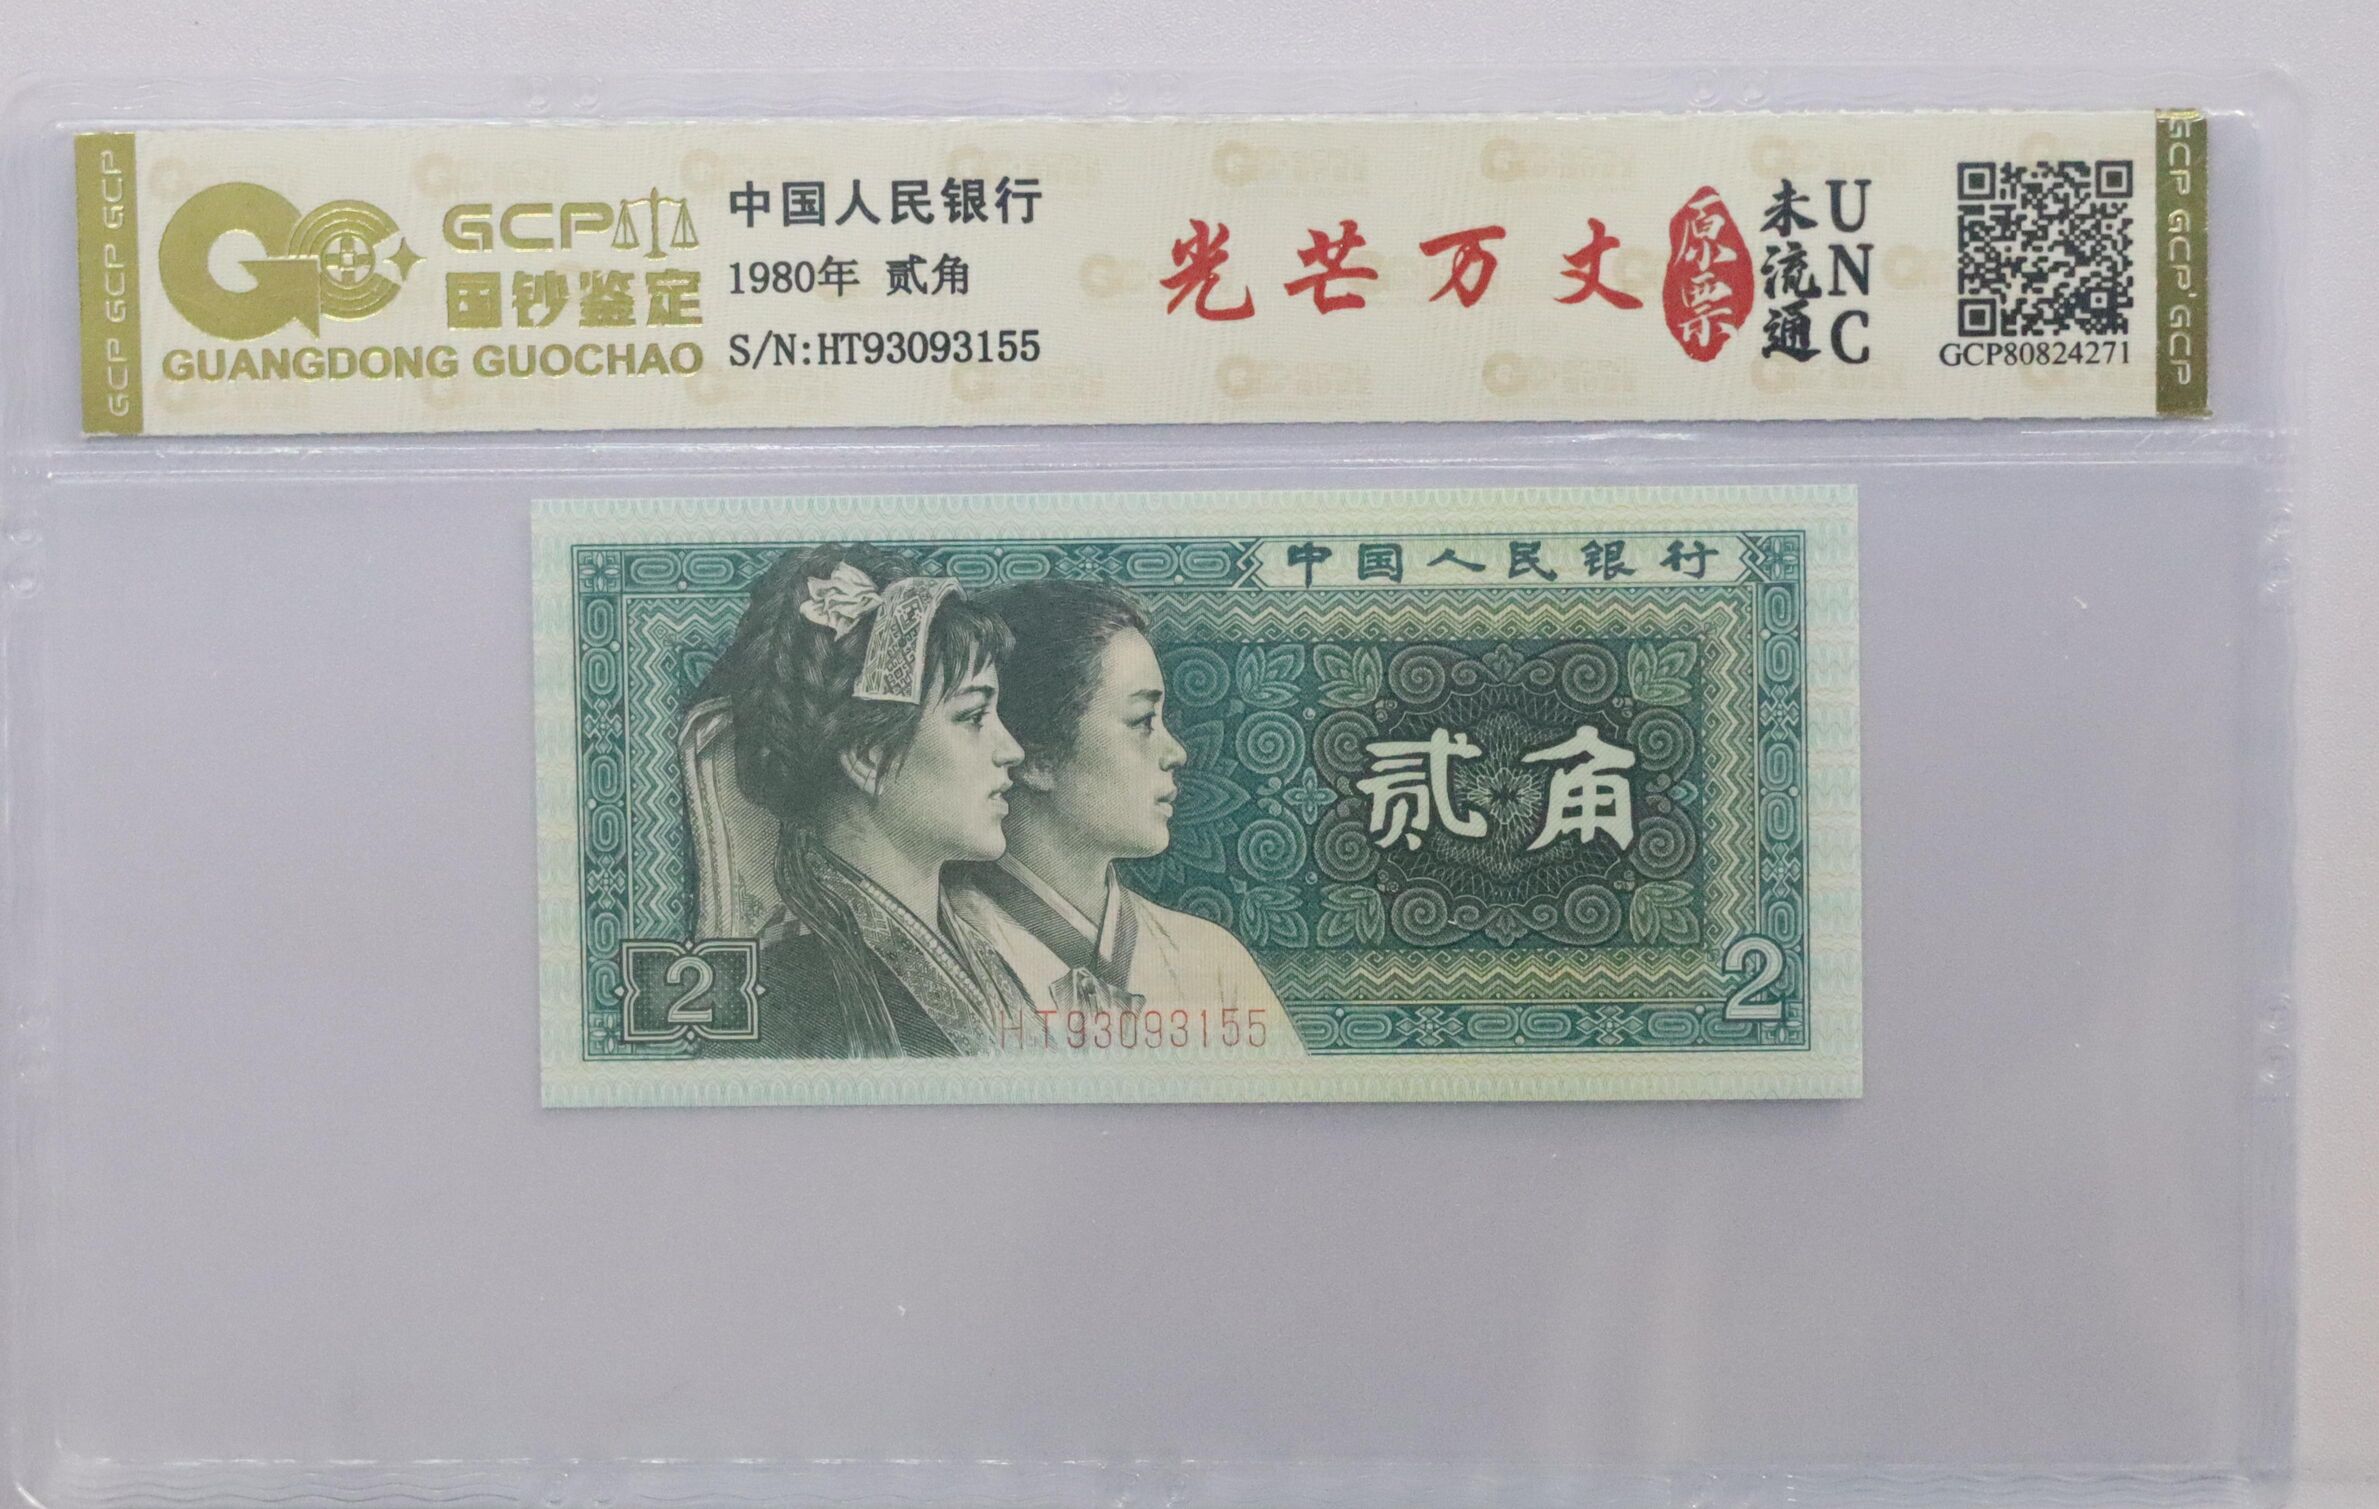 GCP GCP GCP
GCP
国钞鉴定
GUANGDONG GUOCHAO
中国人民银行
1980年 贰角
S/N:HT93093155
光芒万丈
原票
未流通
UNC
GCP80824271
GCP GCP GCP
中国人民银行
贰角
2
2
HT93093155